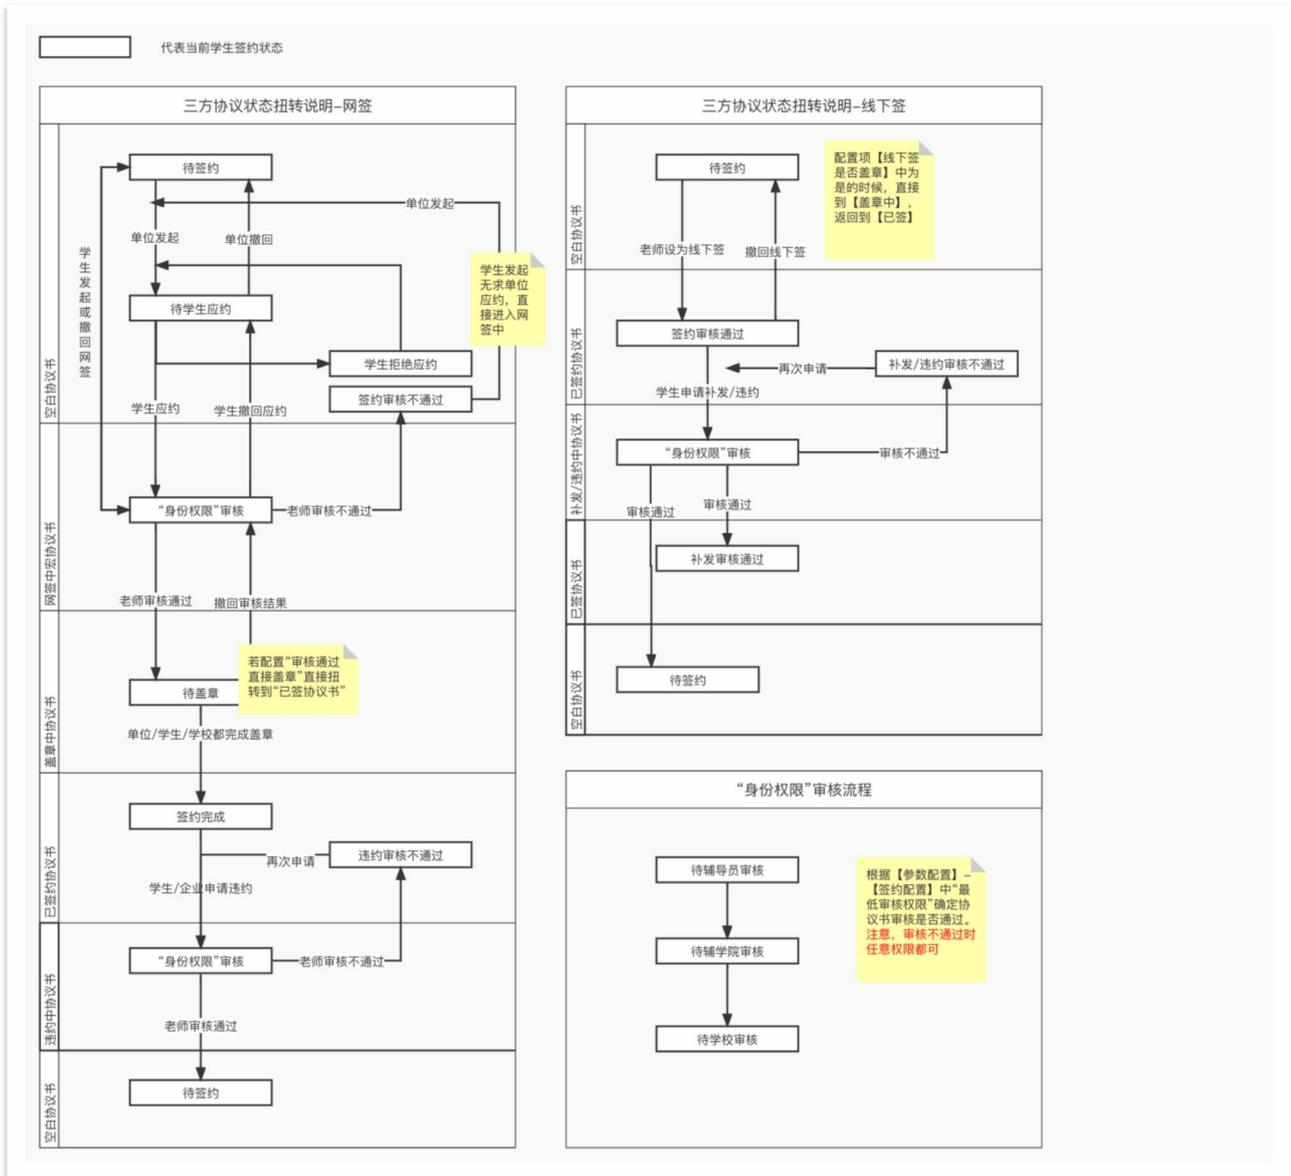 代表当前学生签约状态
三方协议状态扭转说明-网签
空白协议书
待签约
单位发起
单位发起
单位撤回
学生发起或撤回网签
学生发起
无求单位
应约，直
接进入网
签中
待学生应约
学生拒绝应约
签约审核不通过
学生应约
学生撤回应约
网签中宏协议书
“身份权限”审核
老师审核不通过
老师审核通过
撤回审核结果
盖章中协议书
若配置“审核通过
直接盖章”直接扭
转到“已签协议书”
待盖章
单位/学生/学校都完成盖章
已签约协议书
签约完成
违约审核不通过
再次申请
学生/企业申请违约
违约中协议书
“身份权限”审核
老师审核不通过
老师审核通过
空白协议书
待签约
三方协议状态扭转说明-线下签
空白协议书
待签约
配置项【线下签
是否盖章】中为
是的时候，直接
到【盖章中】，
返回到【已签】
老师设为线下签
撤回线下签
已签约协议书
签约审核通过
补发/违约审核不通过
再次申请
学生申请补发/违约
补发/违约中协议书
“身份权限”审核
审核不通过
审核通过
审核通过
已签协议书
补发审核通过
空白协议书
待签约
“身份权限”审核流程
待辅导员审核
待辅学院审核
待学校审核
根据【参数配置】-
【签约配置】中“最
低审核权限”确定协
议书审核是否通过。
注意，审核不通过时
任意权限都可